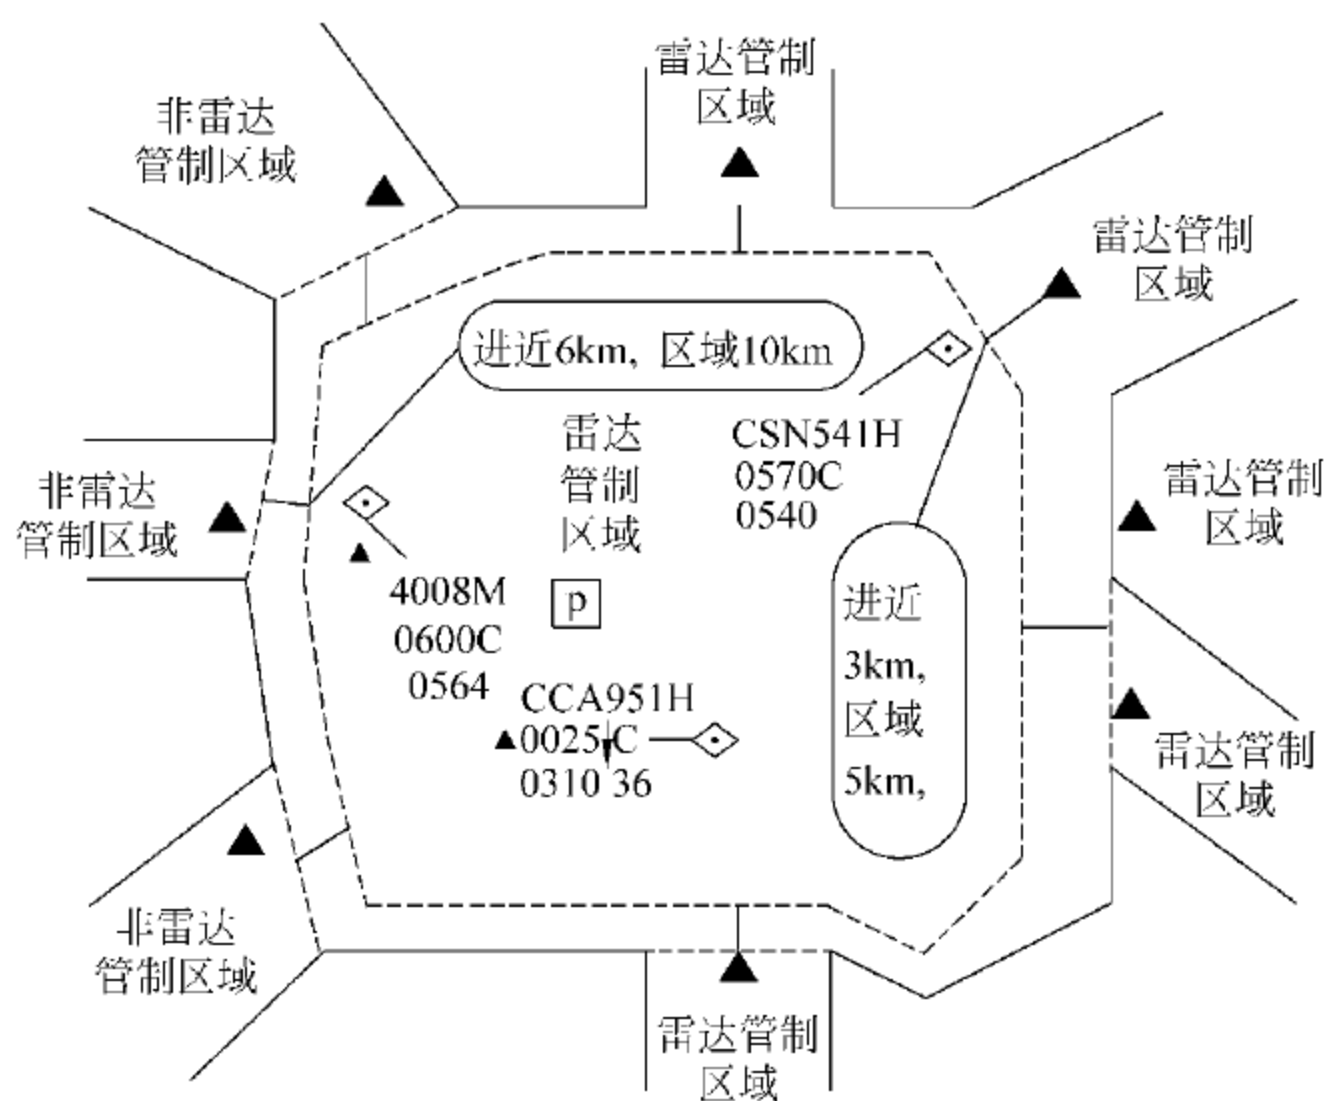 雷达管制
区域
非雷达
管制区域
雷达管制
区域
进近6km, 区域10km
雷达
管制
区域
CSN541H
0570C
0540
非雷达
管制区域
雷达管制
区域
4008M
0600C
0564
p
进近
3km,
区域
5km,
CCA951H
0025 C
0310 36
雷达管制
区域
非雷达
管制区域
雷达管制
区域